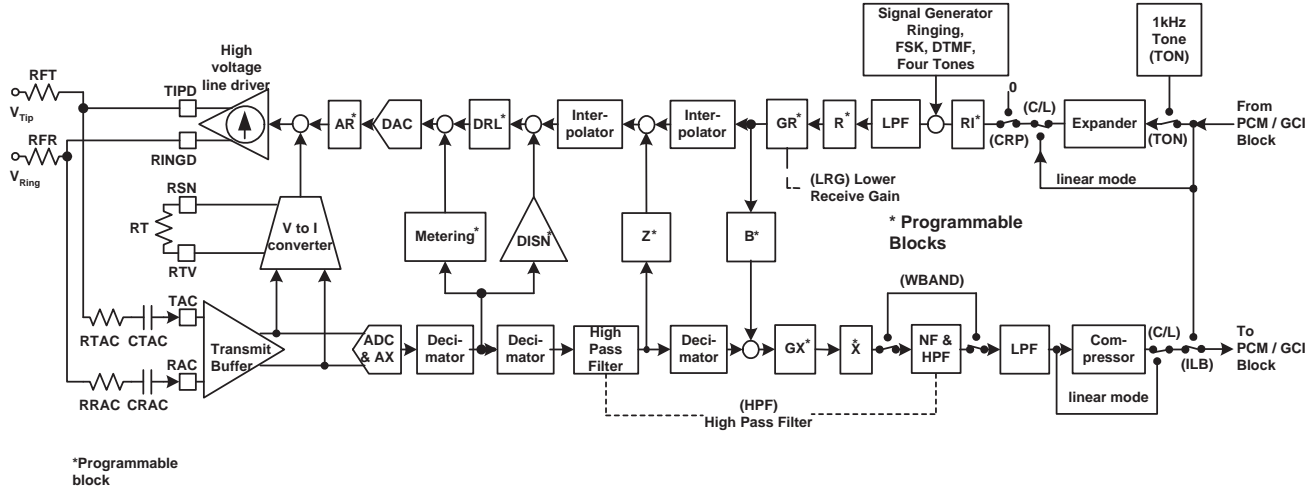 Signal Generator
Ringing,
FSK, DTMF,
Four Tones
1kHz
Tone
(TON)
High
voltage
line driver
RFT
V Tip
RFR
V Ring
TIPD
RINGD
AR*
DAC
DRL*
Inter-
polator
Inter-
polator
GR*
R*
LPF
RI*
0
(CRP)
(C/L)
Expander
(TON)
From
PCM / GCI
Block
(LRG) Lower
Receive Gain
linear mode
RSN
RT
RTV
V to I
converter
Metering*
DISN*
Z*
B*
* Programmable
Blocks
(WBAND)
TAC
RTAC CTAC
RAC
RRAC CRAC
Transmit
Buffer
ADC
& AX
Deci-
mator
Deci-
mator
High
Pass
Filter
Deci-
mator
GX*
X*
NF &
HPF
LPF
Com-
pressor
(C/L)
(ILB)
To
PCM / GCI
Block
linear mode
(HPF)
High Pass Filter
*Programmable
block